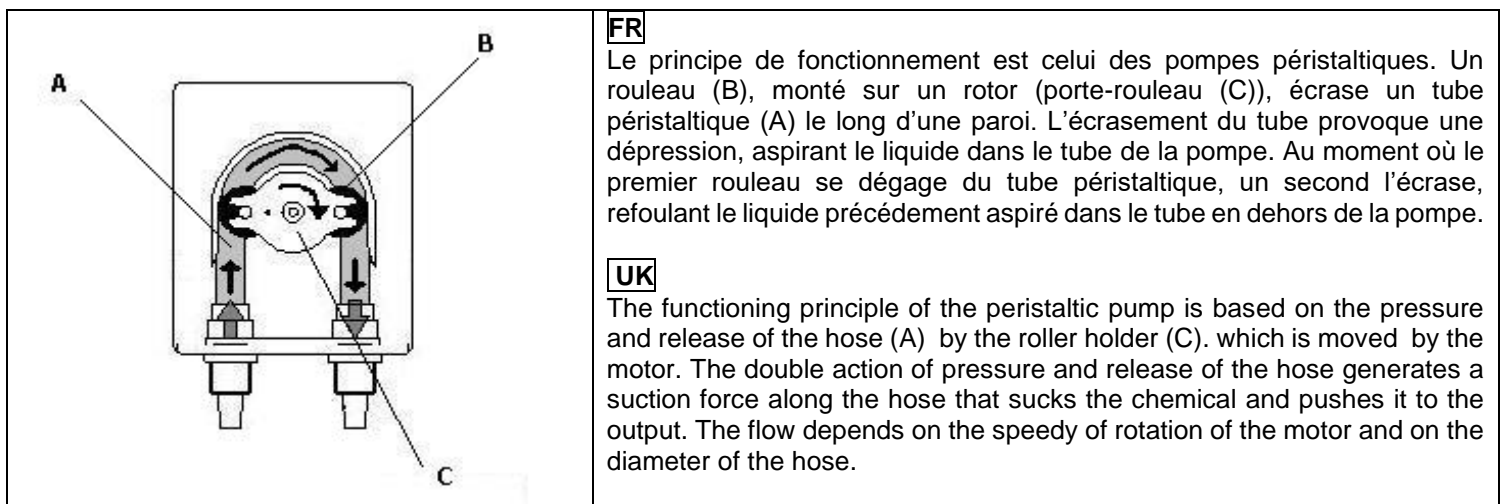 A
B
C
FR
Le principe de fonctionnement est celui des pompes péristaltiques. Un
rouleau (B), monté sur un rotor (porte-rouleau (C)), écrase un tube
péristaltique (A) le long d’une paroi. L’écrasement du tube provoque une
dépression, aspirant le liquide dans le tube de la pompe. Au moment où le
premier rouleau se dégage du tube péristaltique, un second l’écrase,
refoulant le liquide précédement aspiré dans le tube en dehors de la pompe.
UK
The functioning principle of the peristaltic pump is based on the pressure
and release of the hose (A) by the roller holder (C). which is moved by the
motor. The double action of pressure and release of the hose generates a
suction force along the hose that sucks the chemical and pushes it to the
output. The flow depends on the speedy of rotation of the motor and on the
diameter of the hose.